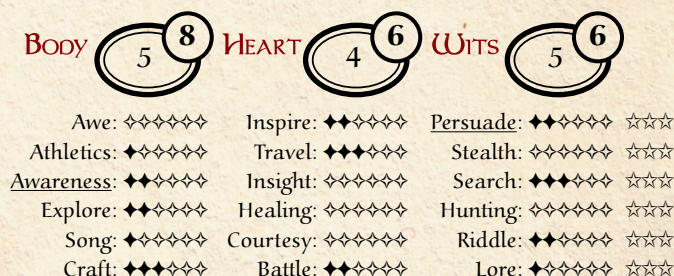 Body 5 8 Heart 4 6 Wits 5 6
Awe: ✧✧✧✧✧✧ Inspire: ✦✦✧✧✧✧ Persuade: ✦✦✧✧✧✧ ☆☆☆
Athletics: ✦✧✧✧✧✧ Travel: ✦✦✦✧✧✧ Stealth: ✧✧✧✧✧✧ ☆☆☆
Awareness: ✦✦✧✧✧✧ Insight: ✧✧✧✧✧✧ Search: ✦✦✦✧✧✧ ☆☆☆
Explore: ✦✦✧✧✧✧ Healing: ✧✧✧✧✧✧ Hunting: ✧✧✧✧✧✧ ☆☆☆
Song: ✦✧✧✧✧✧ Courtesy: ✧✧✧✧✧✧ Riddle: ✦✦✧✧✧✧ ☆☆☆
Craft: ✦✦✦✧✧✧ Battle: ✦✦✧✧✧✧ Lore: ✦✧✧✧✧✧ ☆☆☆